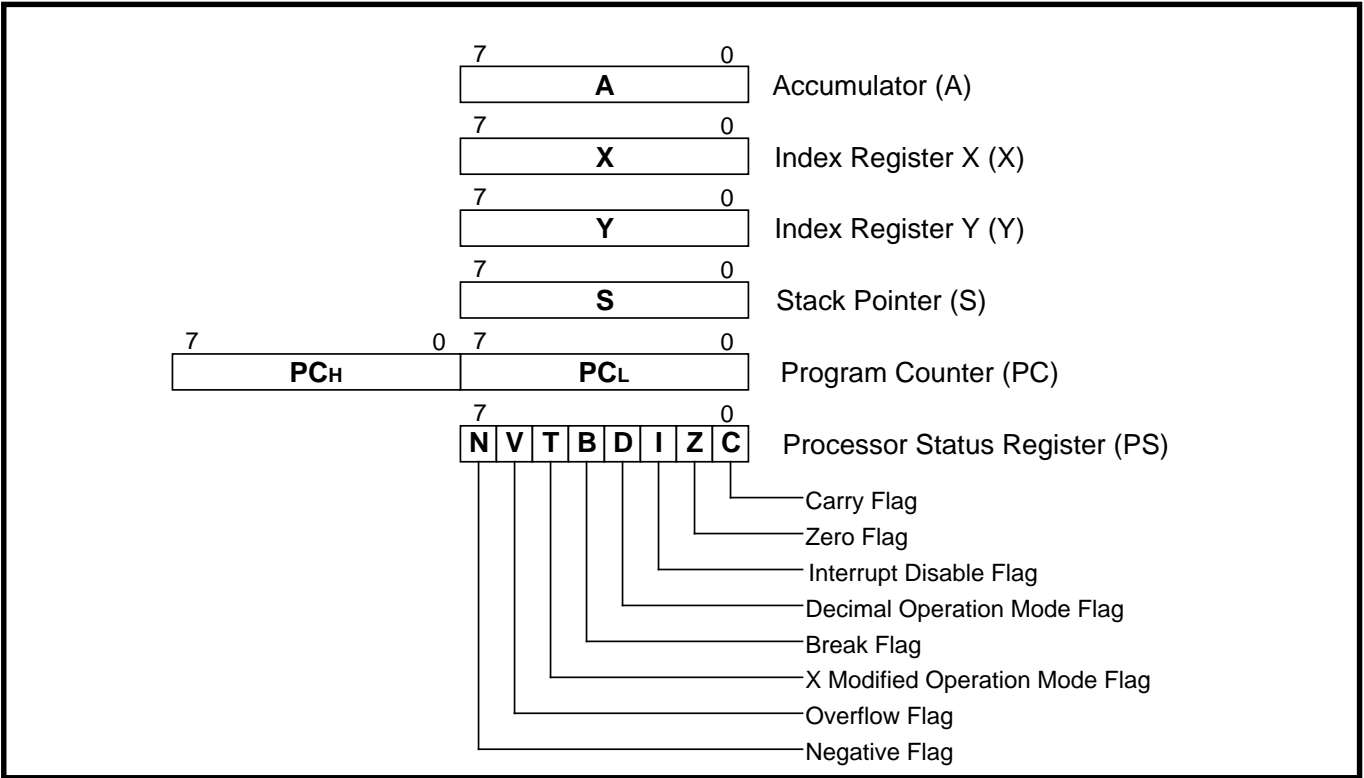 7 0
A Accumulator (A)
7 0
X Index Register X (X)
7 0
Y Index Register Y (Y)
7 0
S Stack Pointer (S)
7 0 7 0
PCH PCL Program Counter (PC)
7 0
N V T B D I Z C Processor Status Register (PS)
Carry Flag
Zero Flag
Interrupt Disable Flag
Decimal Operation Mode Flag
Break Flag
X Modified Operation Mode Flag
Overflow Flag
Negative Flag